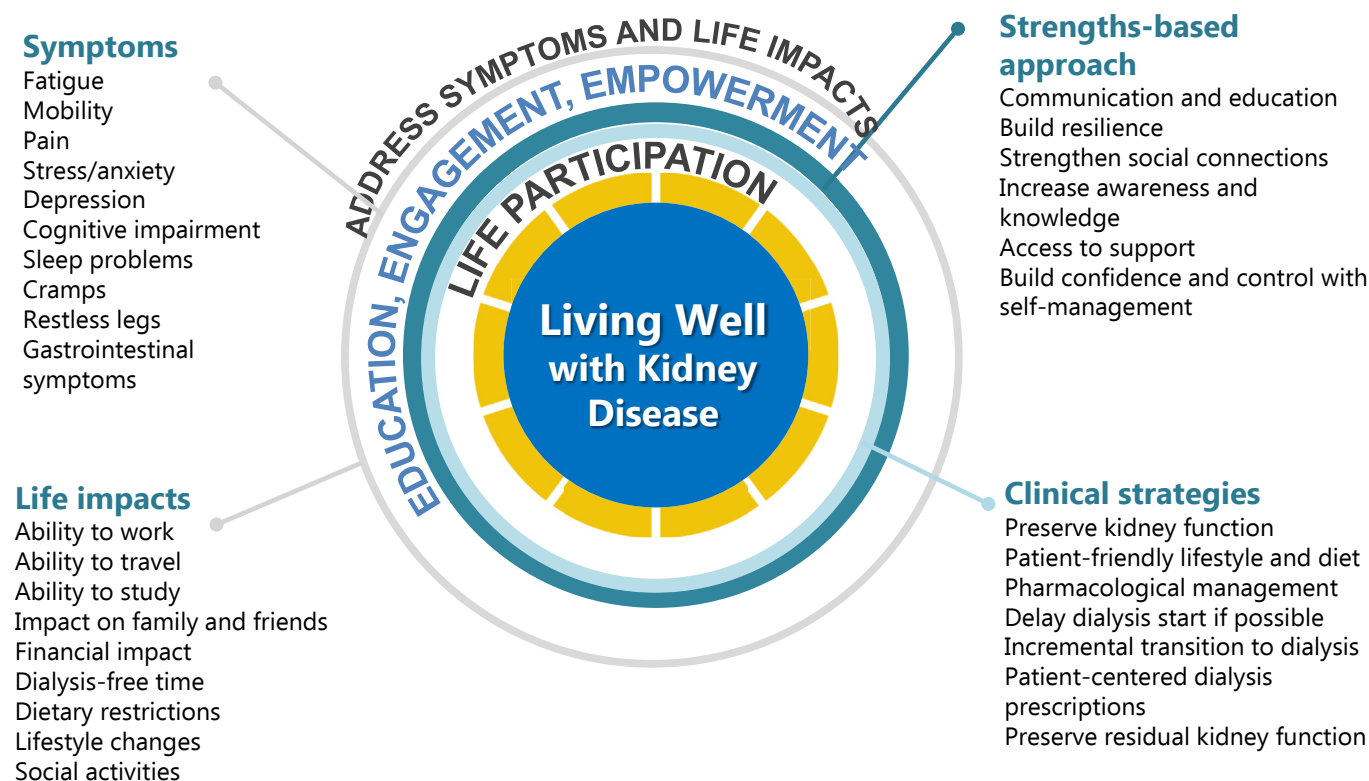 Symptoms
Fatigue
Mobility
Pain
Stress/anxiety
Depression
Cognitive impairment
Sleep problems
Cramps
Restless legs
Gastrointestinal
symptoms
Life impacts
Ability to work
Ability to travel
Ability to study
Impact on family and friends
Financial impact
Dialysis-free time
Dietary restrictions
Lifestyle changes
Social activities
ADDRESS SYMPTOMS AND LIFE IMPACTS
EDUCATION, ENGAGEMENT, EMPOWERMENT
LIFE PARTICIPATION
Living Well
with Kidney
Disease
Strengths-based
approach
Communication and education
Build resilience
Strengthen social connections
Increase awareness and
knowledge
Access to support
Build confidence and control with
self-management
Clinical strategies
Preserve kidney function
Patient-friendly lifestyle and diet
Pharmacological management
Delay dialysis start if possible
Incremental transition to dialysis
Patient-centered dialysis
prescriptions
Preserve residual kidney function